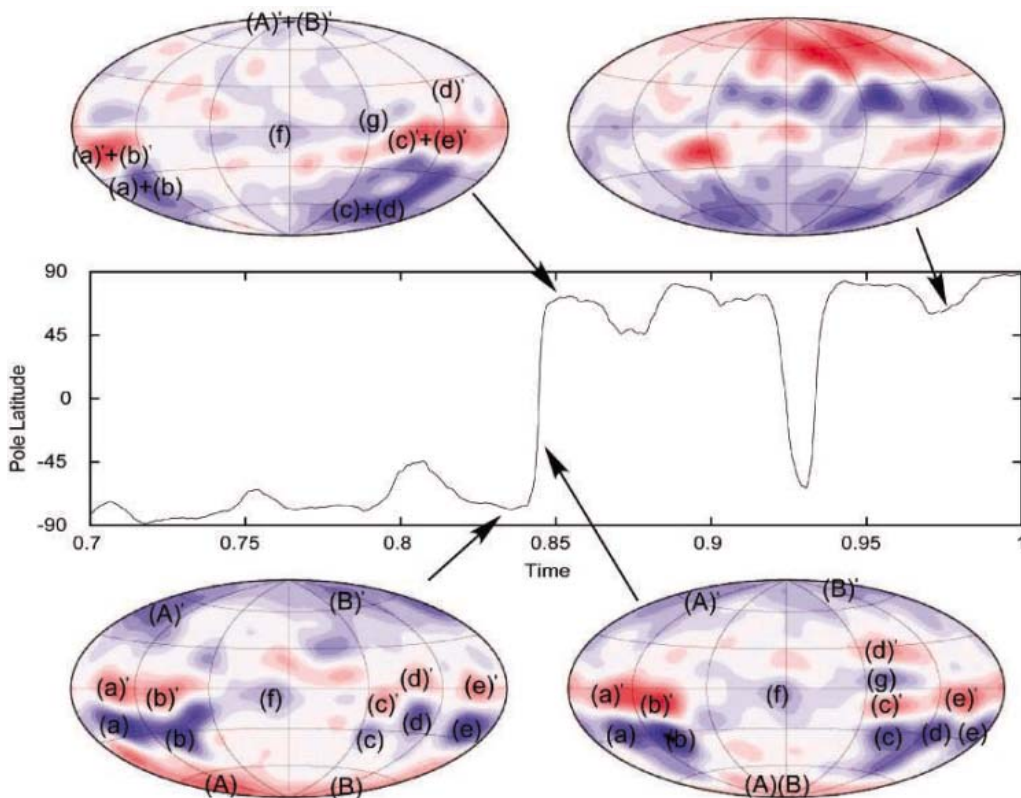 (A)'+(B)'
(d)'
(g)
(f)
(c)'+(e)'
(a)'+(b)'
(a)+(b)
(c)+(d)
90
45
0
-45
-90
Pole Latitude
0.7 0.75 0.8 0.85 0.9 0.95 1
Time
(A)' (B)'
(a)' (b)' (f) (c)' (d)' (e)'
(a) (b) (c) (d) (e)
(A) (B)
(A)' (B)'
(d)'
(g)
(a)' (b)' (f) (c)' (e)'
(a) (b) (c) (d) (e)
(A)(B)